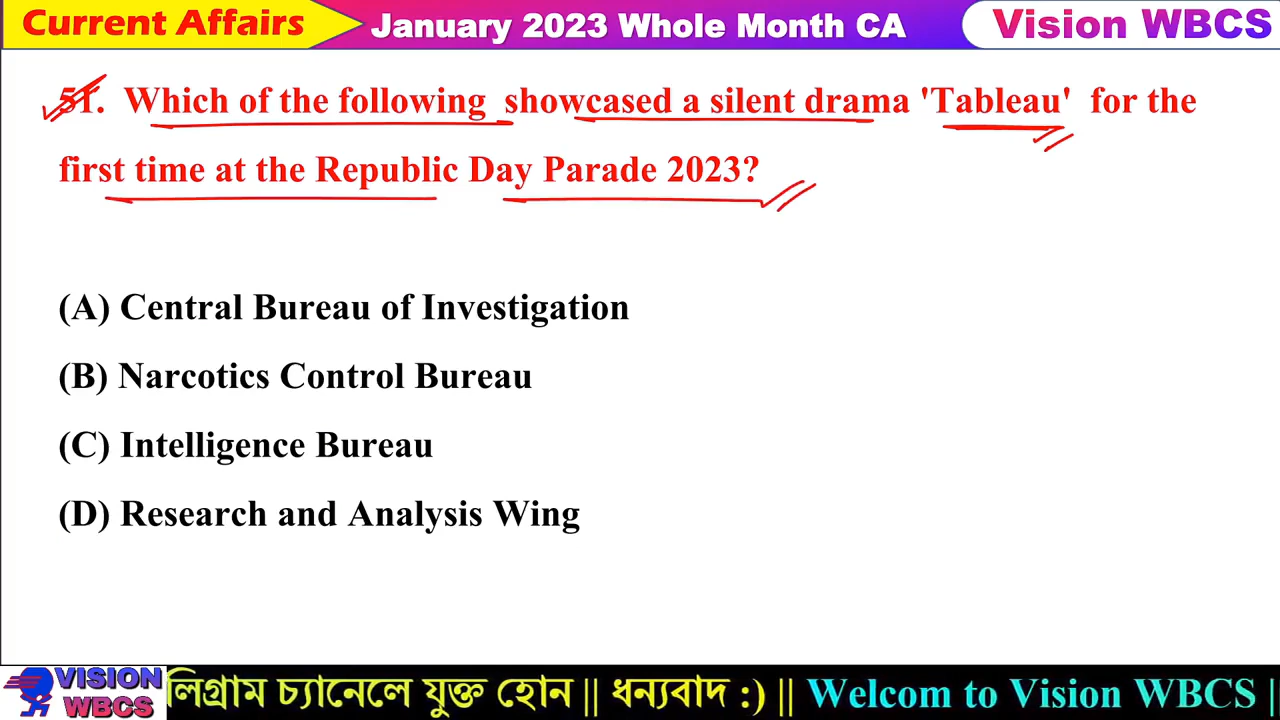 Current Affairs
January 2023 Whole Month CA
Vision WBCS
51. Which of the following showcased a silent drama 'Tableau' for the
first time at the Republic Day Parade 2023?
(A) Central Bureau of Investigation
(B) Narcotics Control Bureau
(C) Intelligence Bureau
(D) Research and Analysis Wing
VISION
WBCS
লিগ্রাম চ্যানেলে যুক্ত হোন || ধন্যবাদ :) || Welcome to Vision WBCS |